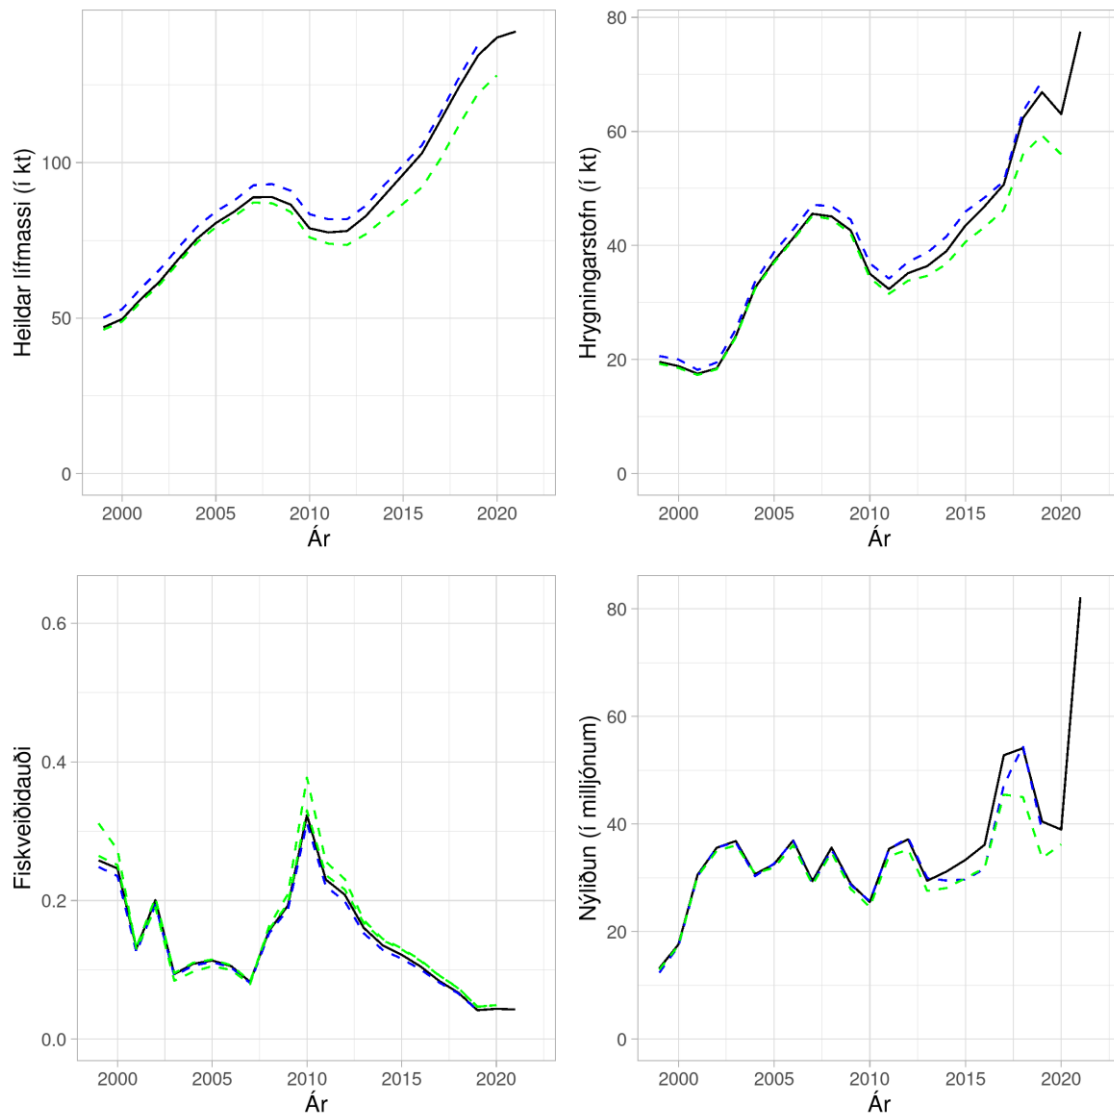 Heildar lífmassi (í kt)
100
50
0
2000 2005 2010 2015 2020
Ár
Hrygningarstofn (í kt)
80
60
40
20
0
2000 2005 2010 2015 2020
Ár
Fiskveiðidauði
0.6
0.4
0.2
0.0
2000 2005 2010 2015 2020
Ár
Nýliðun (í milljónum)
80
60
40
20
0
2000 2005 2010 2015 2020
Ár